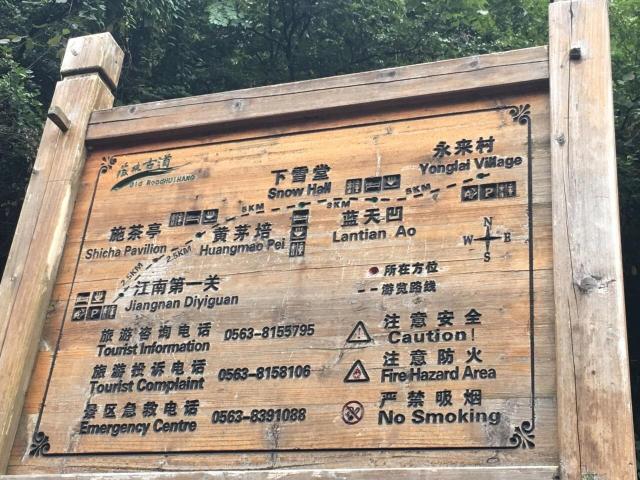 徽杭古道
Old RoadHUIHANG
永来村
Yonglai Village
下雪堂
Snow Hall
5KM
5KM
5KM
蓝天凹
Lantian Ao
施茶亭
Shicha Pavilion
黄茅培
Huangmao Pei
2.5KM
2.5KM
江南第一关
Jiangnan Diyiguan
N
W E
S
所在方位
游览路线
旅游咨询电话 0563-8155795
Tourist Information
旅游投诉电话 0563-8158106
Tourist Complaint
景区急救电话 0563-8391088
Emergency Centre
注意安全
Caution!
注意防火
Fire Hazard Area
严禁吸烟
No Smoking